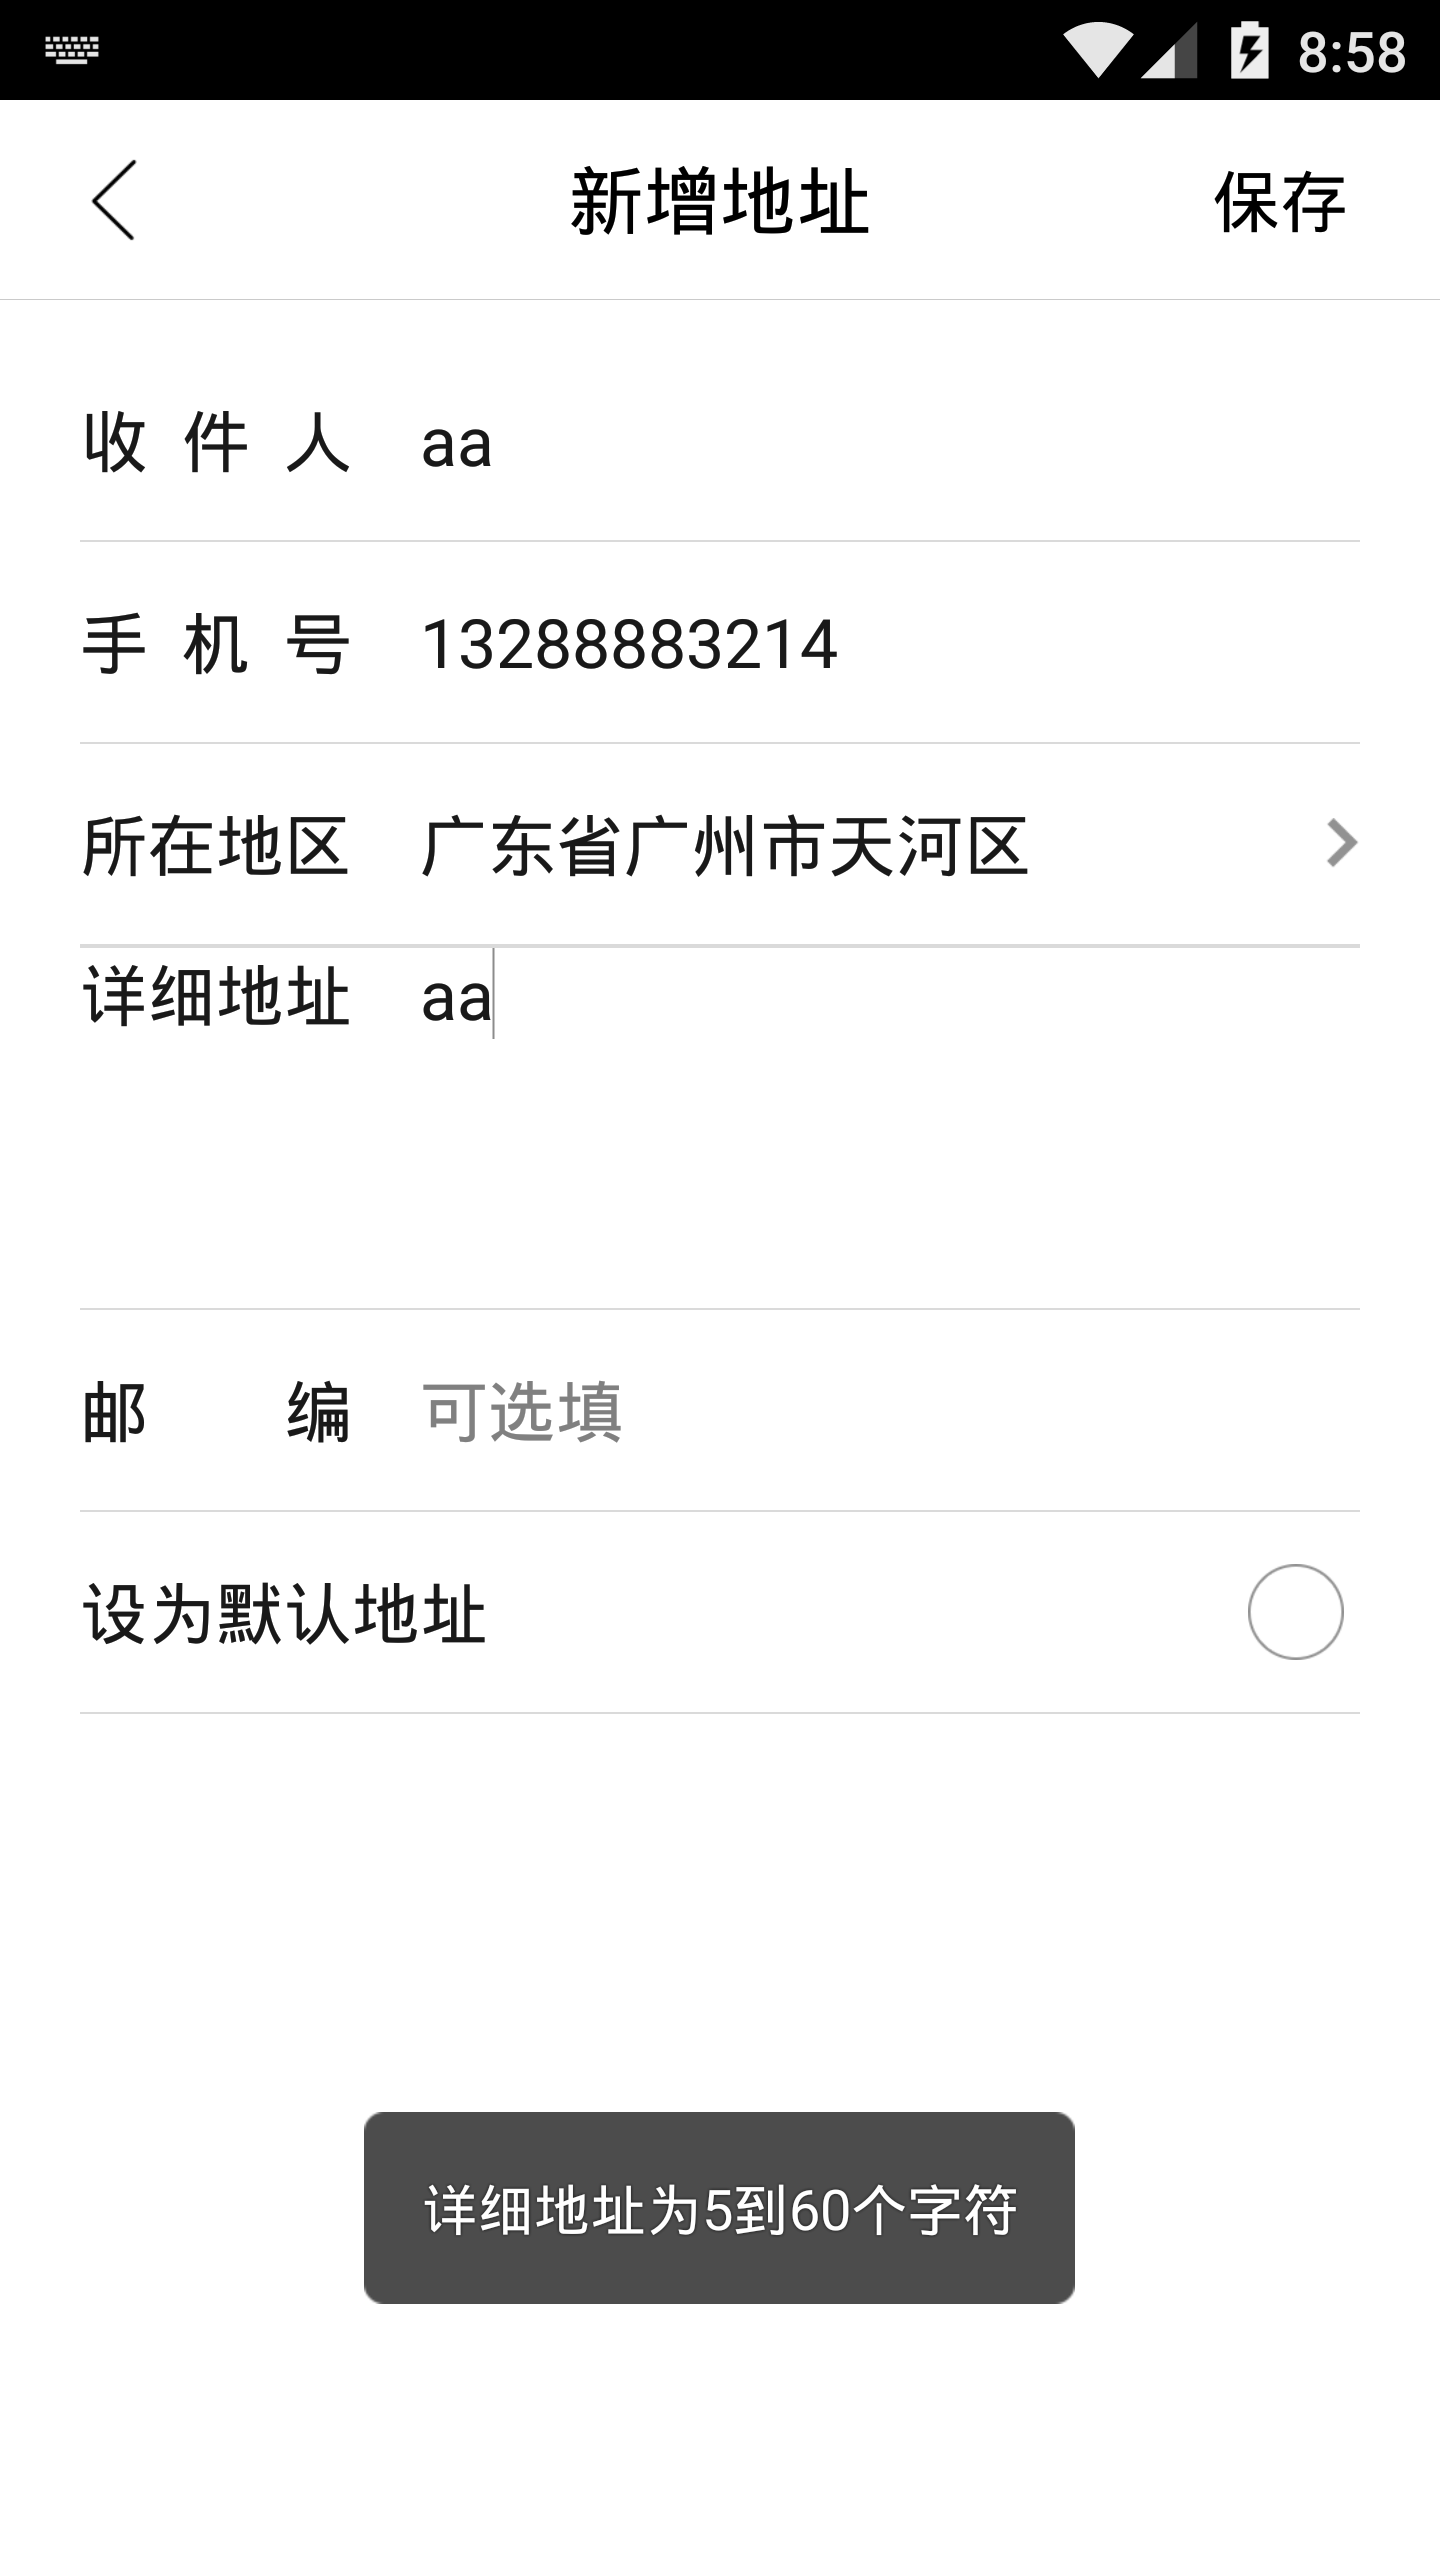 8:58
新增地址
保存
收件人 aa
手机号 13288883214
所在地区 广东省广州市天河区
详细地址 aa
邮编 可选填
设为默认地址
详细地址为5到60个字符